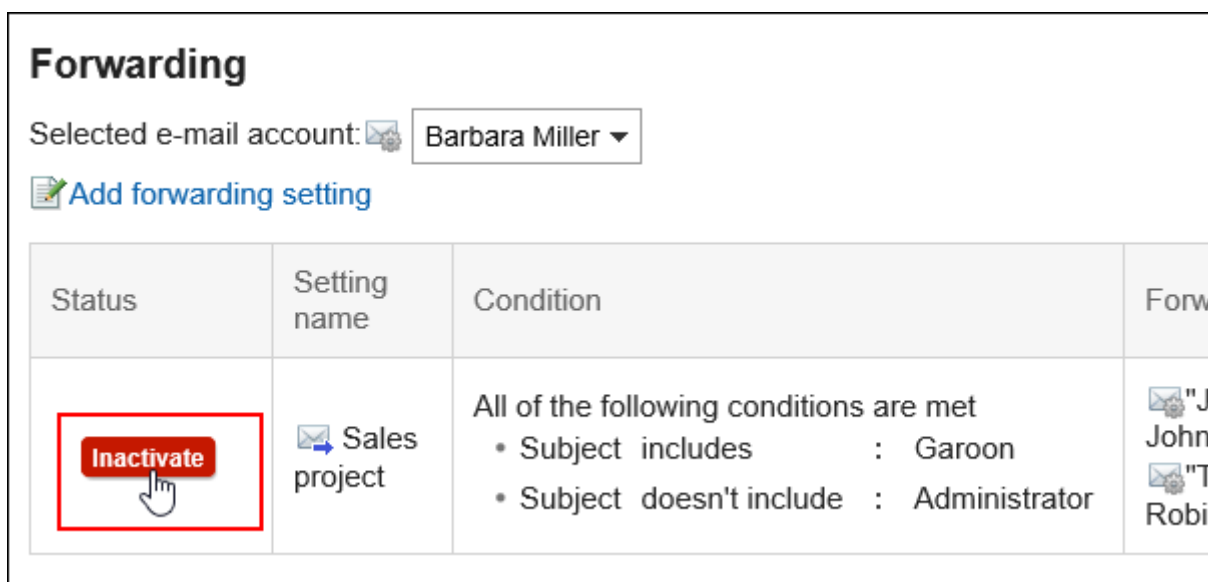 Forwarding
Selected e-mail account: Barbara Miller
Add forwarding setting
Status
Setting
name
Condition
Forw
Inactivate
Sales
project
All of the following conditions are met
• Subject includes : Garoon
• Subject doesn't include : Administrator
"J
John
"T
Robi